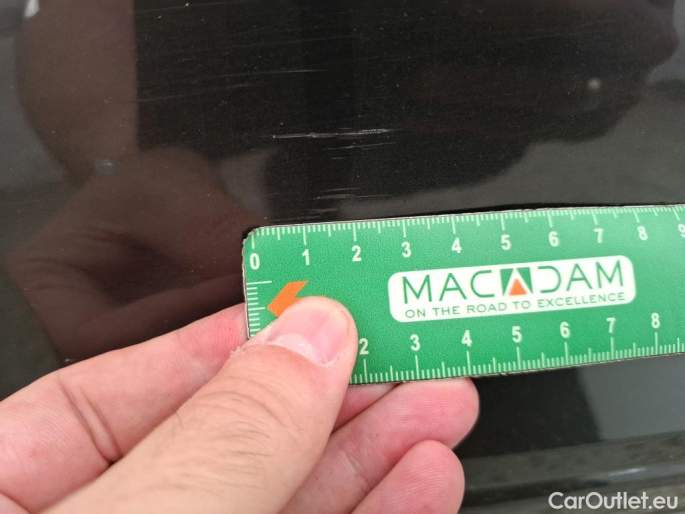 0 1 2 3 4 5 6 7 8 9
MACADAM
ON THE ROAD TO EXCELLENCE
2 3 4 5 6 7 8
CarOutlet.eu